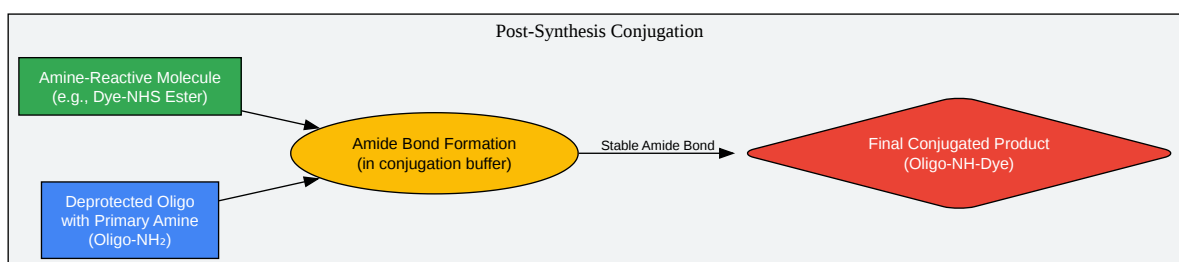 Post-Synthesis Conjugation
Amine-Reactive Molecule
(e.g., Dye-NHS Ester)
Deprotected Oligo
with Primary Amine
(Oligo-NH₂)
Amide Bond Formation
(in conjugation buffer)
Stable Amide Bond
Final Conjugated Product
(Oligo-NH-Dye)